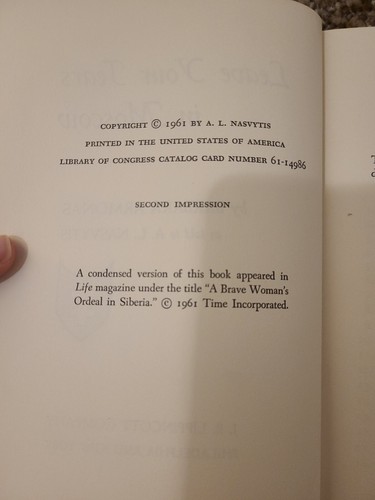 COPYRIGHT © 1961 BY A. L. NASVYTIS
PRINTED IN THE UNITED STATES OF AMERICA
LIBRARY OF CONGRESS CATALOG CARD NUMBER 61-14986
SECOND IMPRESSION
A condensed version of this book appeared in
Life magazine under the title "A Brave Woman's
Ordeal in Siberia." © 1961 Time Incorporated.